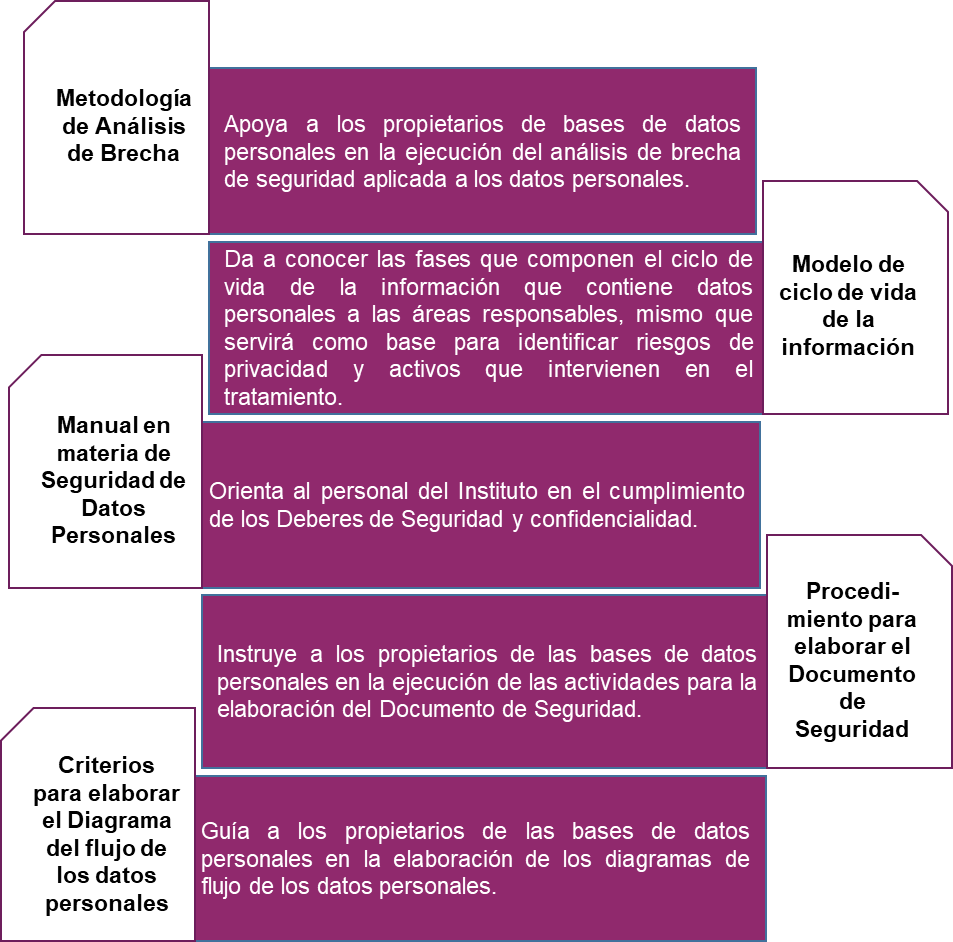 Metodología
de Análisis
de Brecha
Apoya a los propietarios de bases de datos
personales en la ejecución del análisis de brecha
de seguridad aplicada a los datos personales.
Da a conocer las fases que componen el ciclo de
vida de la información que contiene datos
personales a las áreas responsables, mismo que
servirá como base para identificar riesgos de
privacidad y activos que intervienen en el
tratamiento.
Modelo de
ciclo de vida
de la
información
Manual en
materia de
Seguridad de
Datos
Personales
Orienta al personal del Instituto en el cumplimiento
de los Deberes de Seguridad y confidencialidad.
Instruye a los propietarios de las bases de datos
personales en la ejecución de las actividades para la
elaboración del Documento de Seguridad.
Procedi-
miento para
elaborar el
Documento
de
Seguridad
Criterios
para elaborar
el Diagrama
del flujo de
los datos
personales
Guía a los propietarios de las bases de datos
personales en la elaboración de los diagramas de
flujo de los datos personales.